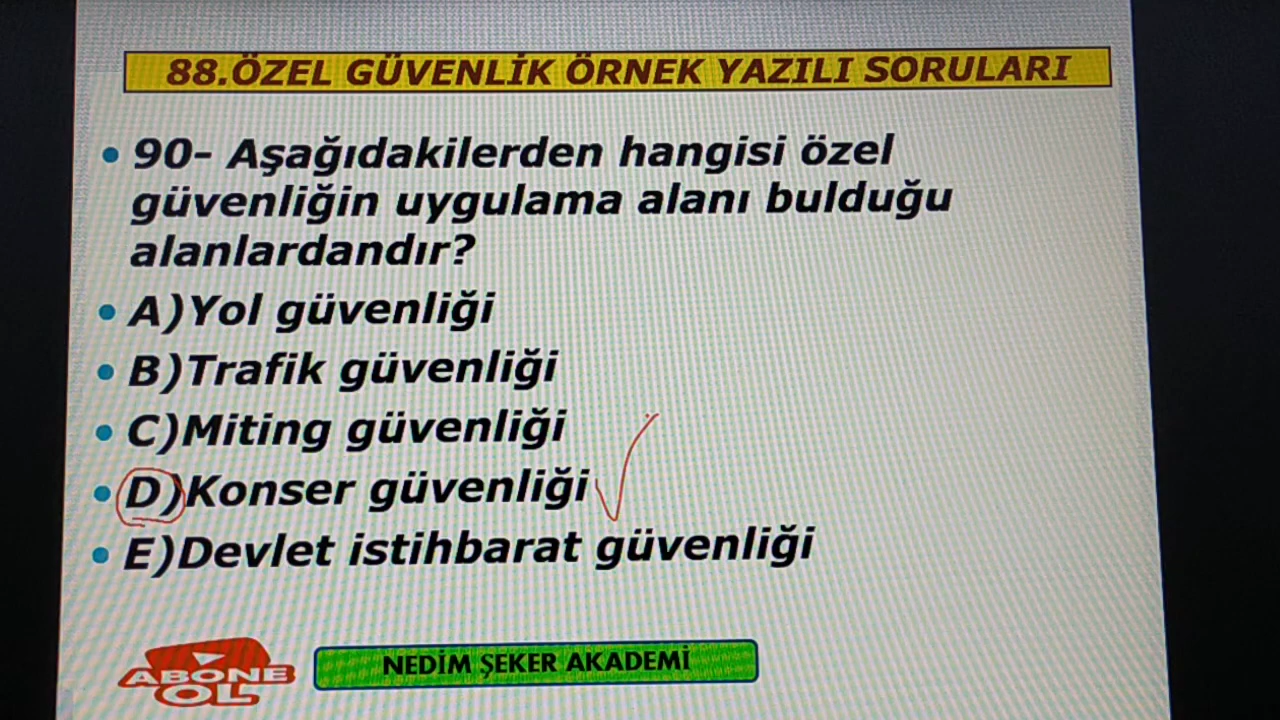 88.ÖZEL GÜVENLİK ÖRNEK YAZILI SORULARI
90- Aşağıdakilerden hangisi özel
güvenliğin uygulama alanı bulduğu
alanlardandır?
A)Yol güvenliği
B)Trafik güvenliği
C)Miting güvenliği
D)Konser güvenliği
E)Devlet istihbarat güvenliği
ABONE
OL
NEDİM ŞEKER AKADEMİ